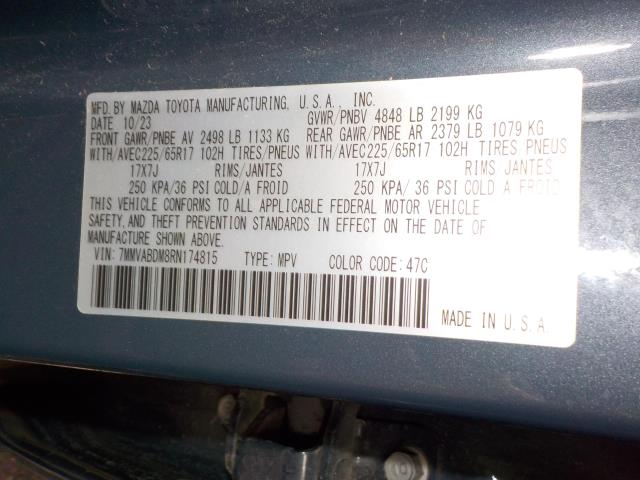 MFD. BY MAZDA TOYOTA MANUFACTURING, U.S.A., INC.
DATE 10/23 GVWR/PNBV 4848 LB 2199 KG
FRONT GAWR/PNBE AV 2498 LB 1133 KG REAR GAWR/PNBE AR 2379 LB 1079 KG
WITH/AVEC225/65R17 102H TIRES/PNEUS WITH/AVEC225/65R17 102H TIRES/PNEUS
17X7J RIMS/JANTES 17X7J RIMS JANTES
250 KPA/36 PSI COLD/A FROID 250 KPA/ 36 PSI COLD A FROID
THIS VEHICLE CONFORMS TO ALL APPLICABLE FEDERAL MOTOR VEHICLE
SAFETY, AND THEFT PREVENTION STANDARDS IN EFFECT ON THE DATE OF
MANUFACTURE SHOWN ABOVE.
VIN: 7MMVABDM8RN174815 TYPE: MPV COLOR CODE: 47C
MADE IN U.S.A.